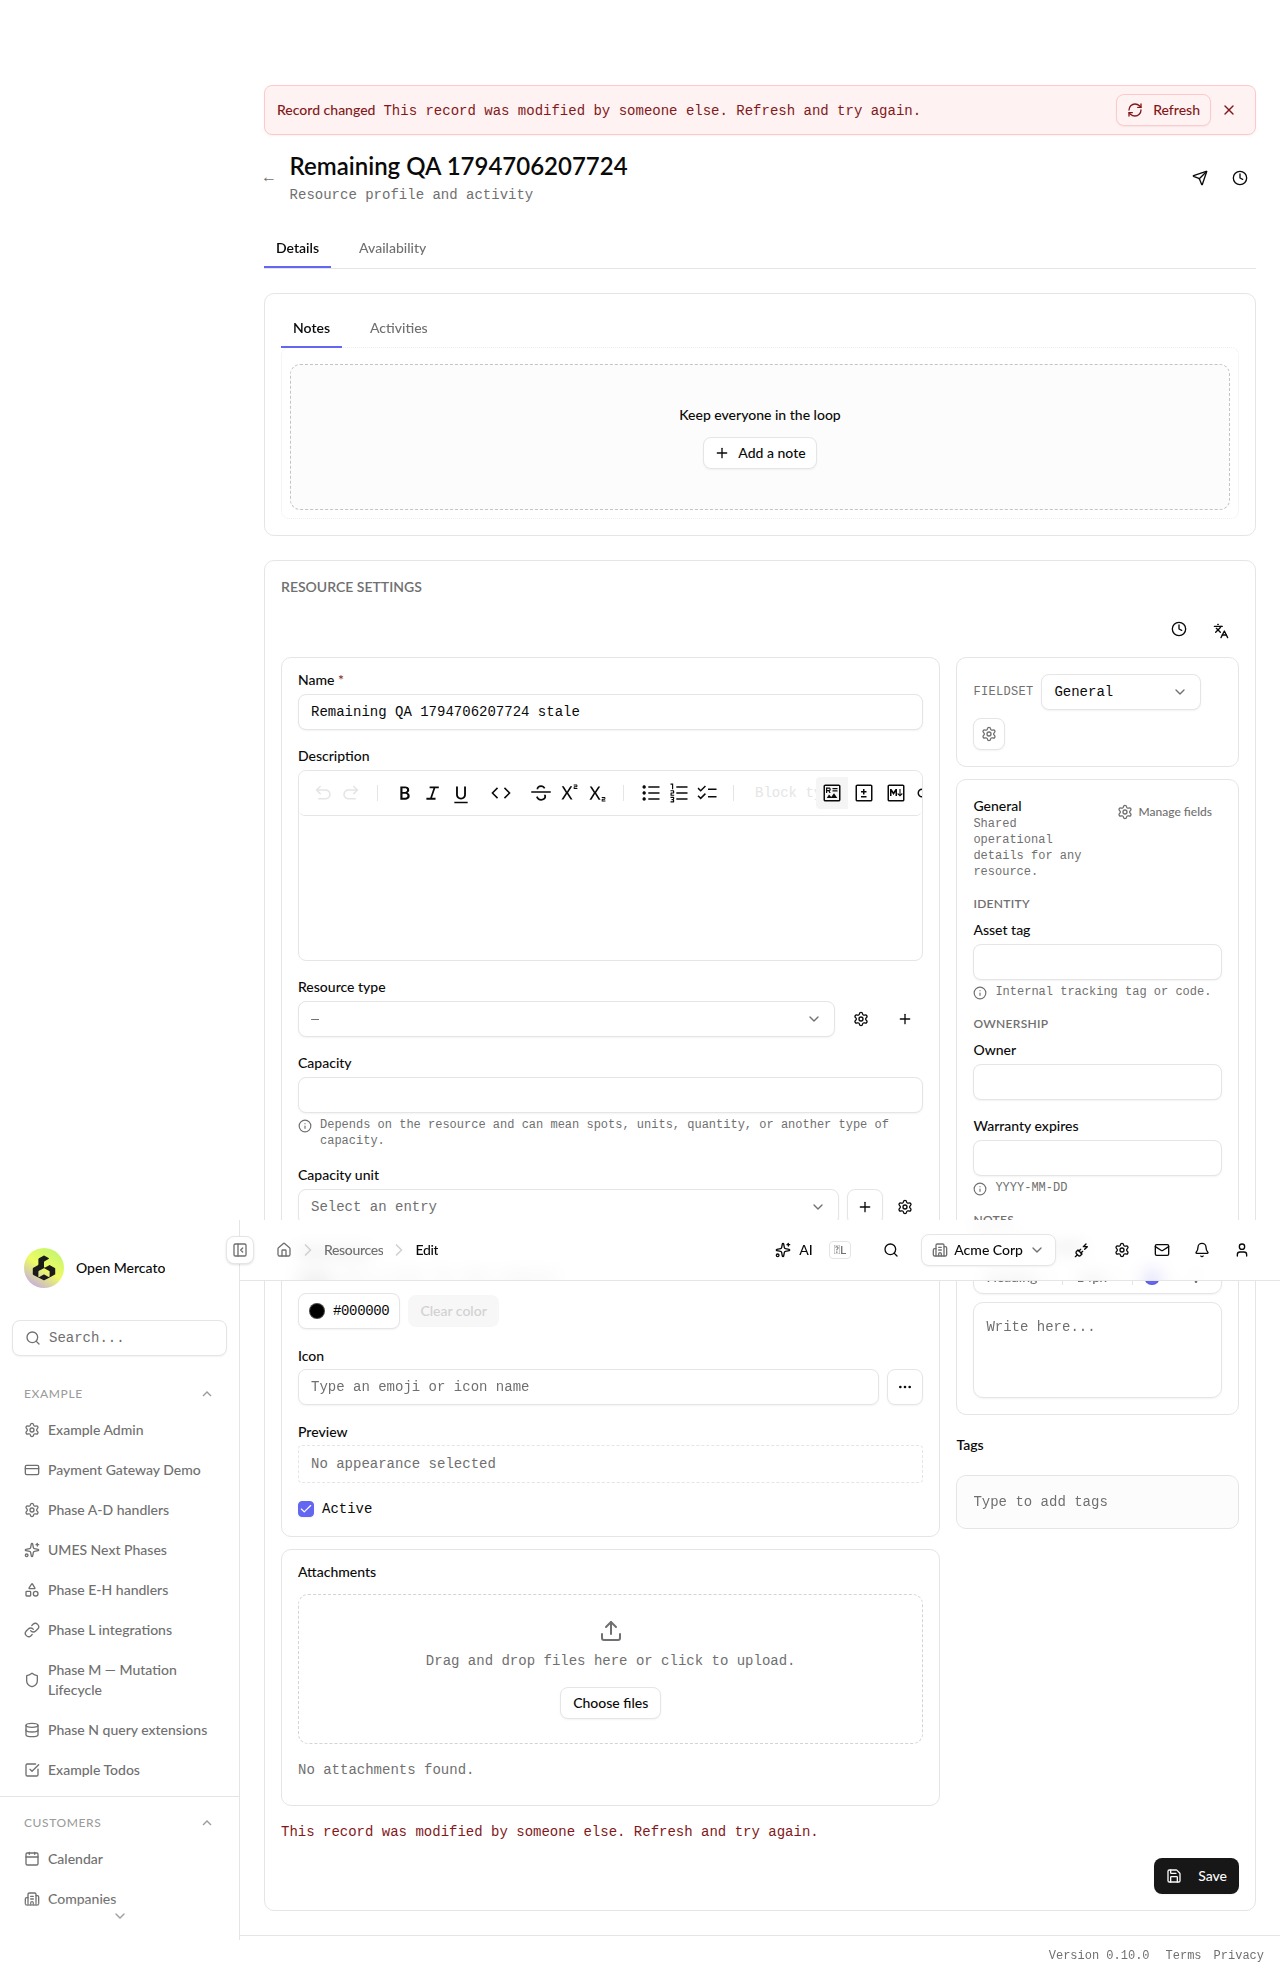 Record changed This record was modified by someone else. Refresh and try again.
Refresh
← Remaining QA 1794706207724
Resource profile and activity
Details Availability
Notes Activities
Keep everyone in the loop
Add a note
RESOURCE SETTINGS
Name *
Remaining QA 1794706207724 stale
Description
Resource type
—
Capacity
Depends on the resource and can mean spots, units, quantity, or another type of
capacity.
Capacity unit
Select an entry
FIELDSET General
General
Manage fields
Shared
operational
details for any
resource.
IDENTITY
Asset tag
Internal tracking tag or code.
OWNERSHIP
Owner
Warranty expires
YYYY-MM-DD
Open Mercato
Resources Edit
AI
Acme Corp
Search...
EXAMPLE
Example Admin
Payment Gateway Demo
Phase A-D handlers
UMES Next Phases
Phase E-H handlers
Phase L integrations
Phase M — Mutation
Lifecycle
Phase N query extensions
Example Todos
CUSTOMERS
Calendar
Companies
#000000 Clear color
Icon
Type an emoji or icon name
Preview
No appearance selected
Active
Write here...
Tags
Type to add tags
Attachments
Drag and drop files here or click to upload.
Choose files
No attachments found.
This record was modified by someone else. Refresh and try again.
Save
Version 0.10.0 Terms Privacy